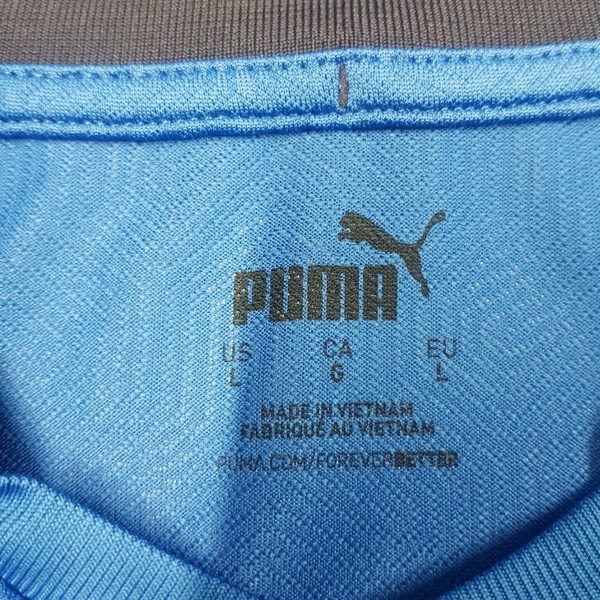 PUMA
US CA EU
L G L
MADE IN VIETNAM
FABRIQUÉ AU VIETNAM
PUMA.COM/FOREVERBETTER